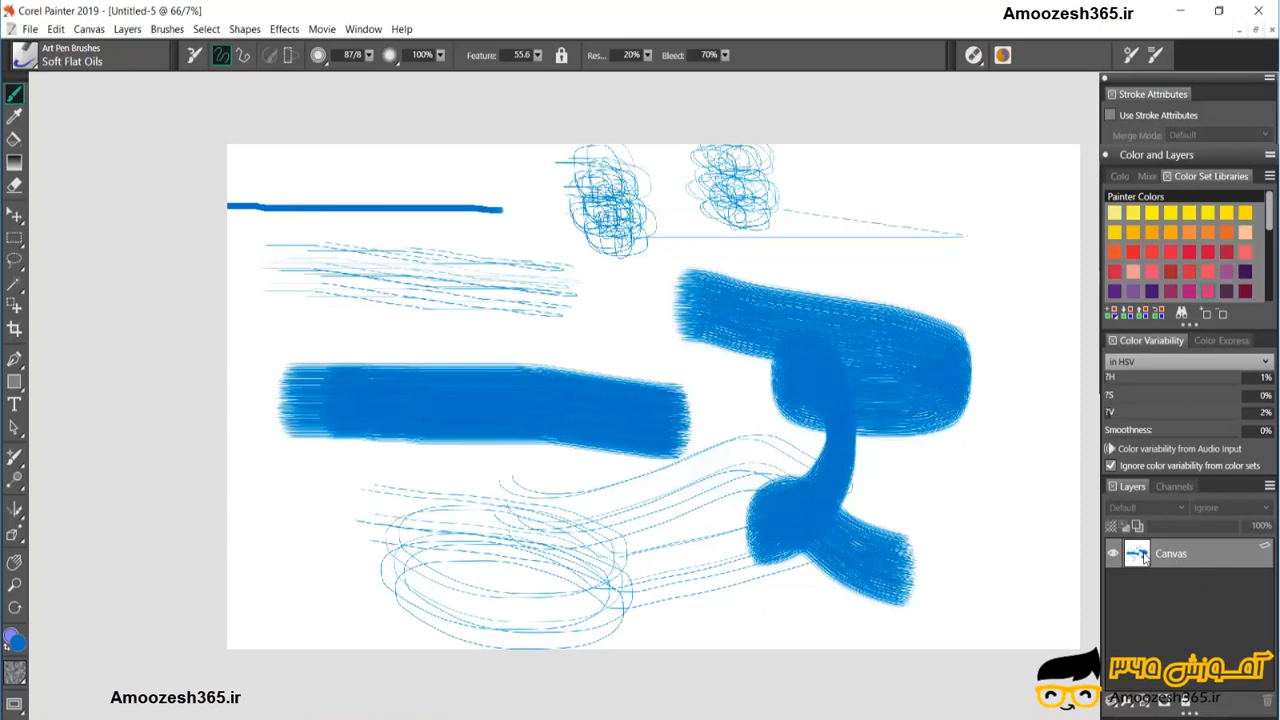 Corel Painter 2019 - [Untitled-5 @ 66/7%]
Amoozesh365.ir
File Edit Canvas Layers Brushes Select Shapes Effects Movie Window Help
Art Pen Brushes
Soft Flat Oils
87/8 100% Feature: 55.6 Res... 20% Bleed: 70%
Stroke Attributes
Use Stroke Attributes
Merge Mode: Default
Color and Layers
Colo Mixe Color Set Libraries
Painter Colors
Color Variability Color Express
in HSV
?H 1%
?S 0%
?V 2%
Smoothness: 0%
Color variability from Audio Input
Ignore color variability from color sets
Layers Channels
Default Ignore
100%
Canvas
آموزش ۳۶۵
Amoozesh365.ir
Amoozesh365.ir